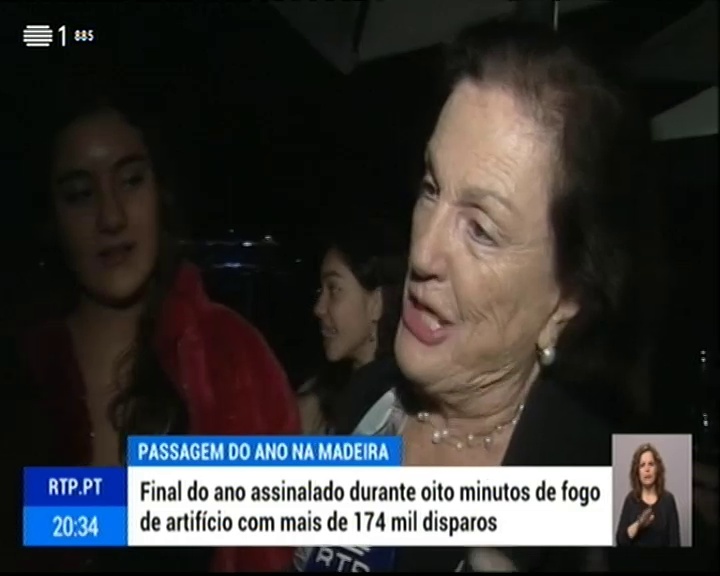 1 885
PASSAGEM DO ANO NA MADEIRA
RTP.PT
20:34
Final do ano assinalado durante oito minutos de fogo
de artifício com mais de 174 mil disparos
RTP